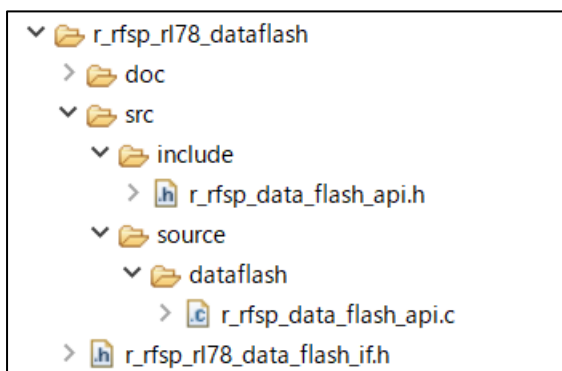 r_rfsp_rl78_dataflash
doc
src
include
.h r_rfsp_data_flash_api.h
source
dataflash
.c r_rfsp_data_flash_api.c
.h r_rfsp_rl78_data_flash_if.h